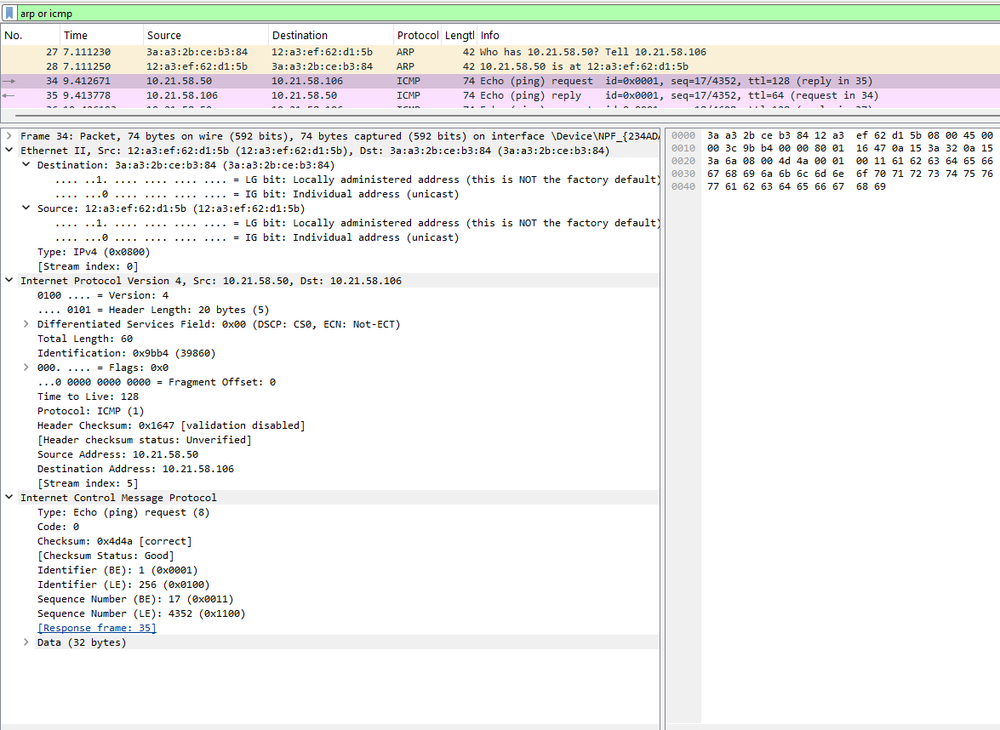 arp or icmp
No. Time Source Destination Protocol Lengtl Info
27 7.111230 3a:a3:2b:ce:b3:84 12:a3:ef:62:d1:5b ARP 42 Who has 10.21.58.50? Tell 10.21.58.106
28 7.111250 12:a3:ef:62:d1:5b 3a:a3:2b:ce:b3:84 ARP 42 10.21.58.50 is at 12:a3:ef:62:d1:5b
34 9.412671 10.21.58.50 10.21.58.106 ICMP 74 Echo (ping) request id=0x0001, seq=17/4352, ttl=128 (reply in 35)
35 9.413778 10.21.58.106 10.21.58.50 ICMP 74 Echo (ping) reply id=0x0001, seq=17/4352, ttl=64 (request in 34)
Frame 34: Packet, 74 bytes on wire (592 bits), 74 bytes captured (592 bits) on interface \Device\NPF_{234AD
Ethernet II, Src: 12:a3:ef:62:d1:5b (12:a3:ef:62:d1:5b), Dst: 3a:a3:2b:ce:b3:84 (3a:a3:2b:ce:b3:84)
Destination: 3a:a3:2b:ce:b3:84 (3a:a3:2b:ce:b3:84)
.... ..1. .... .... .... .... = LG bit: Locally administered address (this is NOT the factory default)
.... ...0 .... .... .... .... = IG bit: Individual address (unicast)
Source: 12:a3:ef:62:d1:5b (12:a3:ef:62:d1:5b)
.... ..1. .... .... .... .... = LG bit: Locally administered address (this is NOT the factory default)
.... ...0 .... .... .... .... = IG bit: Individual address (unicast)
Type: IPv4 (0x0800)
[Stream index: 0]
Internet Protocol Version 4, Src: 10.21.58.50, Dst: 10.21.58.106
0100 .... = Version: 4
.... 0101 = Header Length: 20 bytes (5)
Differentiated Services Field: 0x00 (DSCP: CS0, ECN: Not-ECT)
Total Length: 60
Identification: 0x9bb4 (39860)
000. .... = Flags: 0x0
...0 0000 0000 0000 = Fragment Offset: 0
Time to Live: 128
Protocol: ICMP (1)
Header Checksum: 0x1647 [validation disabled]
[Header checksum status: Unverified]
Source Address: 10.21.58.50
Destination Address: 10.21.58.106
[Stream index: 5]
Internet Control Message Protocol
Type: Echo (ping) request (8)
Code: 0
Checksum: 0x4d4a [correct]
[Checksum Status: Good]
Identifier (BE): 1 (0x0001)
Identifier (LE): 256 (0x0100)
Sequence Number (BE): 17 (0x0011)
Sequence Number (LE): 4352 (0x1100)
[Response frame: 35]
Data (32 bytes)
0000 3a a3 2b ce b3 84 12 a3 ef 62 d1 5b 08 00 45 00
0010 00 3c 9b b4 00 00 80 01 16 47 0a 15 3a 32 0a 15
0020 3a 6a 08 00 4d 4a 00 01 00 11 61 62 63 64 65 66
0030 67 68 69 6a 6b 6c 6d 6e 6f 70 71 72 73 74 75 76
0040 77 61 62 63 64 65 66 67 68 69